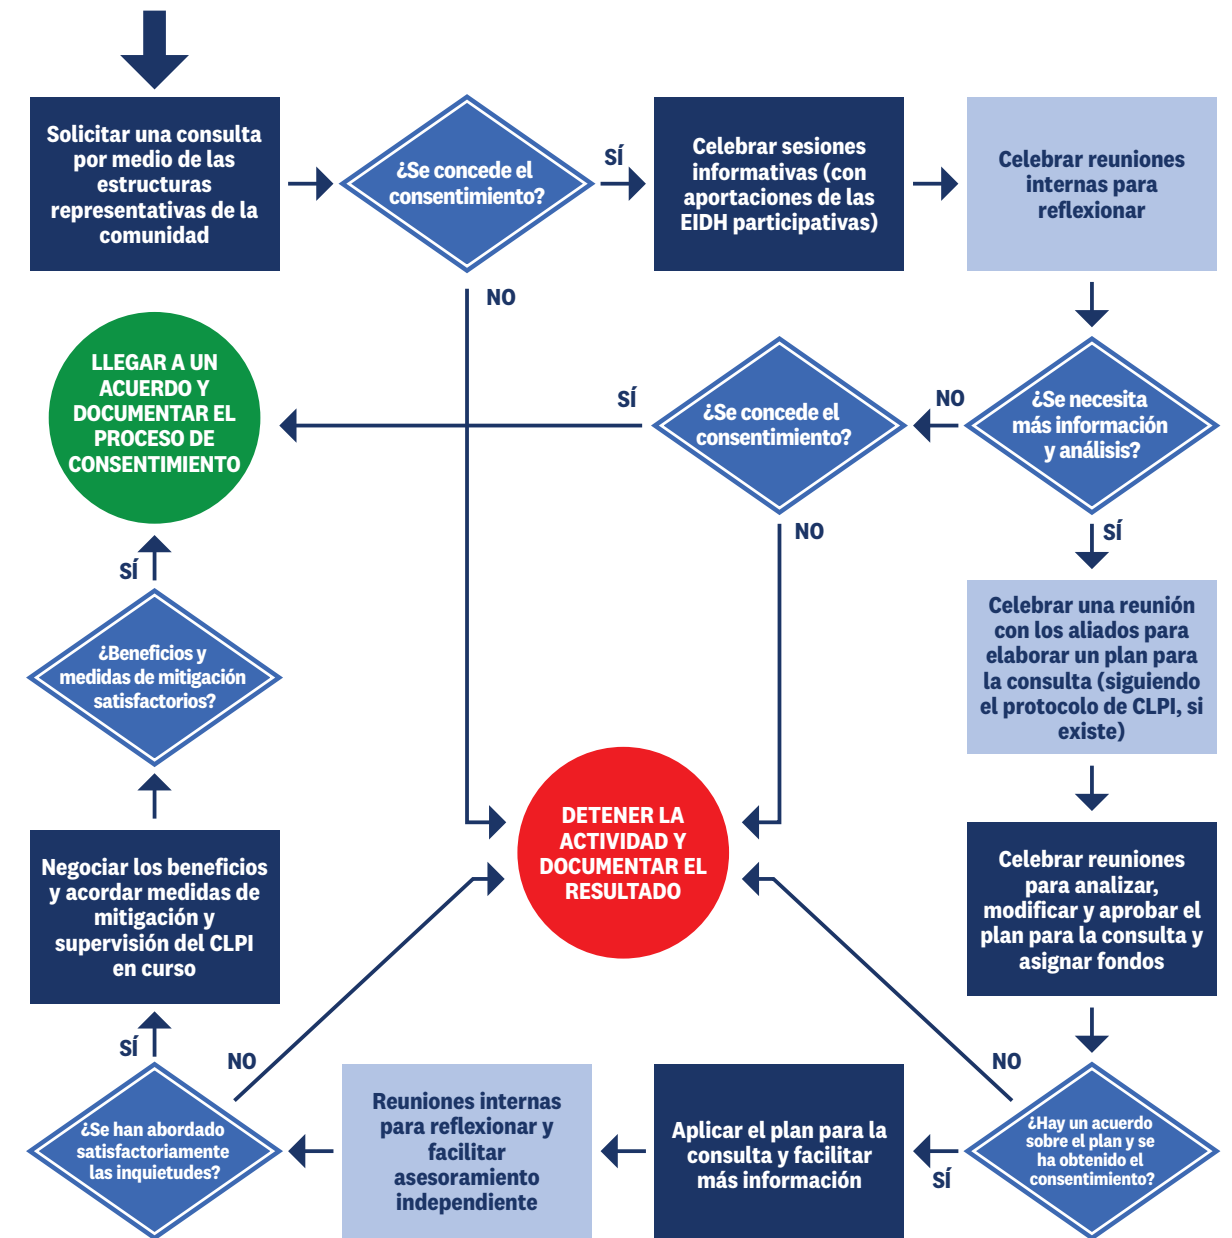 Solicitar una consulta
por medio de las
estructuras
representativas de la
comunidad
¿Se concede el
consentimiento?
SÍ
NO
Celebrar sesiones
informativas (con
aportaciones de las
EIDH participativas)
Celebrar reuniones
internas para
reflexionar
¿Se necesita
más información
y análisis?
NO
SÍ
¿Se concede el
consentimiento?
SÍ
NO
LLEGAR A UN
ACUERDO Y
DOCUMENTAR EL
PROCESO DE
CONSENTIMIENTO
Celebrar una reunión
con los aliados para
elaborar un plan para
la consulta (siguiendo
el protocolo de CLPI, si
existe)
Celebrar reuniones
para analizar,
modificar y aprobar el
plan para la consulta y
asignar fondos
¿Hay un acuerdo
sobre el plan y se
ha obtenido el
consentimiento?
NO
SÍ
DETENER LA
ACTIVIDAD Y
DOCUMENTAR EL
RESULTADO
Aplicar el plan para la
consulta y facilitar
más información
Reuniones internas
para reflexionar y
facilitar
asesoramiento
independiente
¿Se han abordado
satisfactoriamente
las inquietudes?
NO
SÍ
Negociar los beneficios
y acordar medidas de
mitigación y
supervisión del CLPI
en curso
¿Beneficios y
medidas de mitigación
satisfactorios?
SÍ